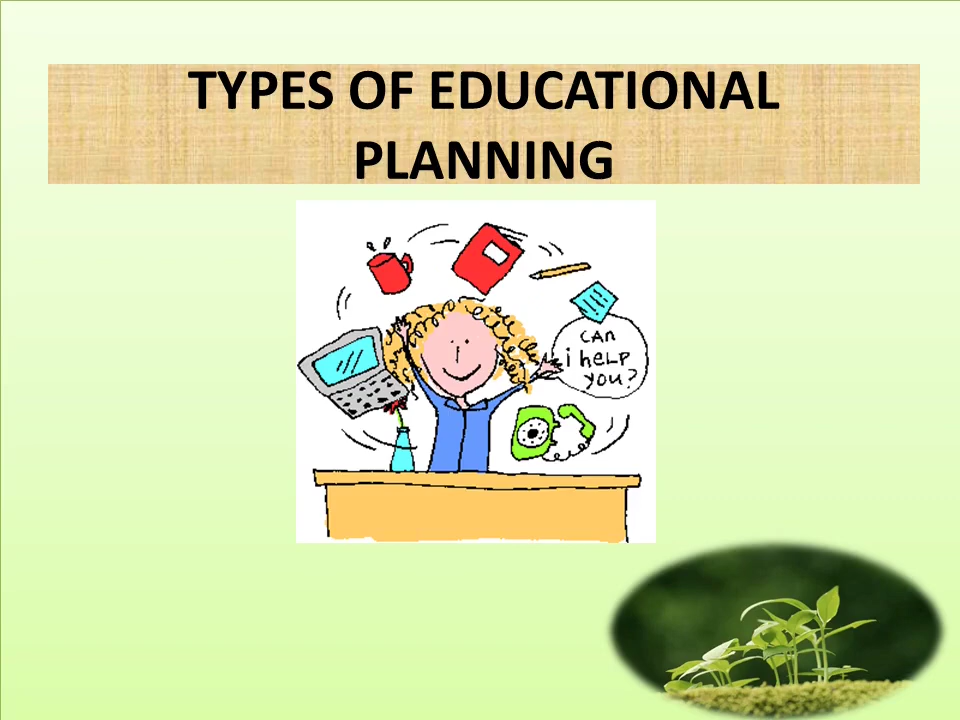 TYPES OF EDUCATIONAL
PLANNING
CAN
i HELP
YOU?